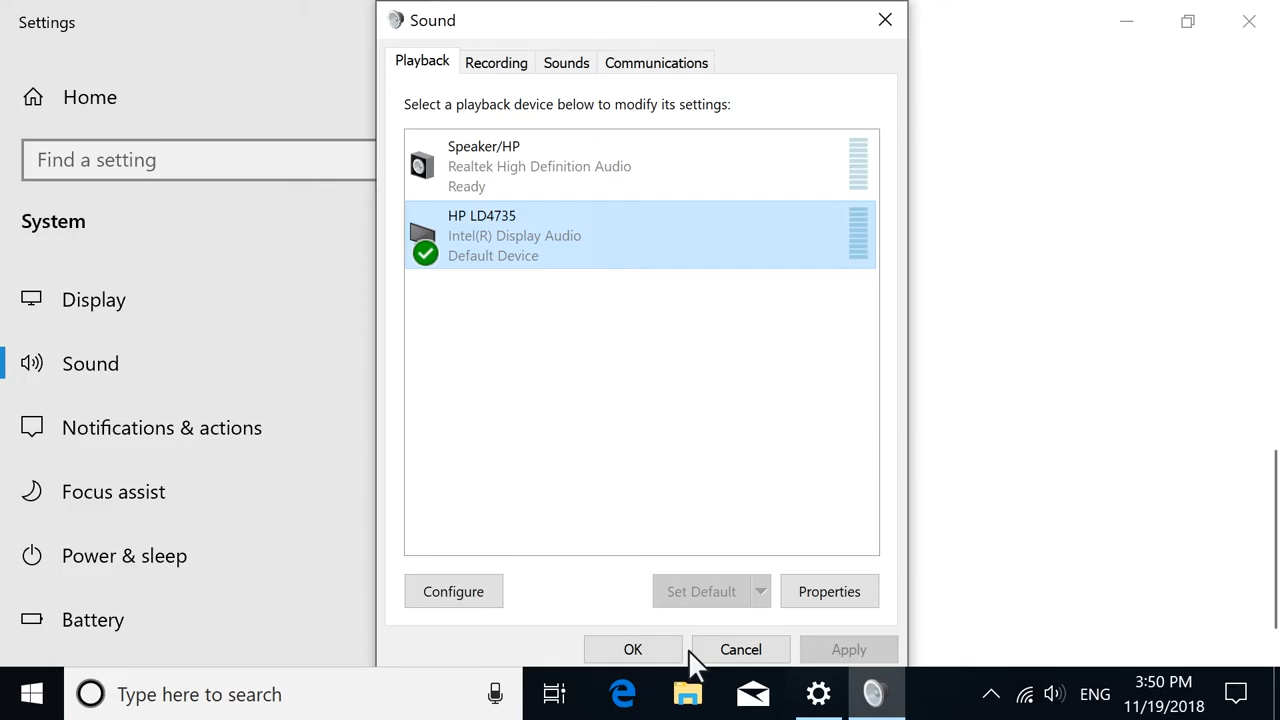 Settings
Home
Find a setting
System
Display
Sound
Notifications & actions
Focus assist
Power & sleep
Battery
Sound
Playback
Recording
Sounds
Communications
Select a playback device below to modify its settings:
Speaker/HP
Realtek High Definition Audio
Ready
HP LD4735
Intel(R) Display Audio
Default Device
Configure
Set Default
Properties
OK
Cancel
Apply
Type here to search
ENG
3:50 PM
11/19/2018